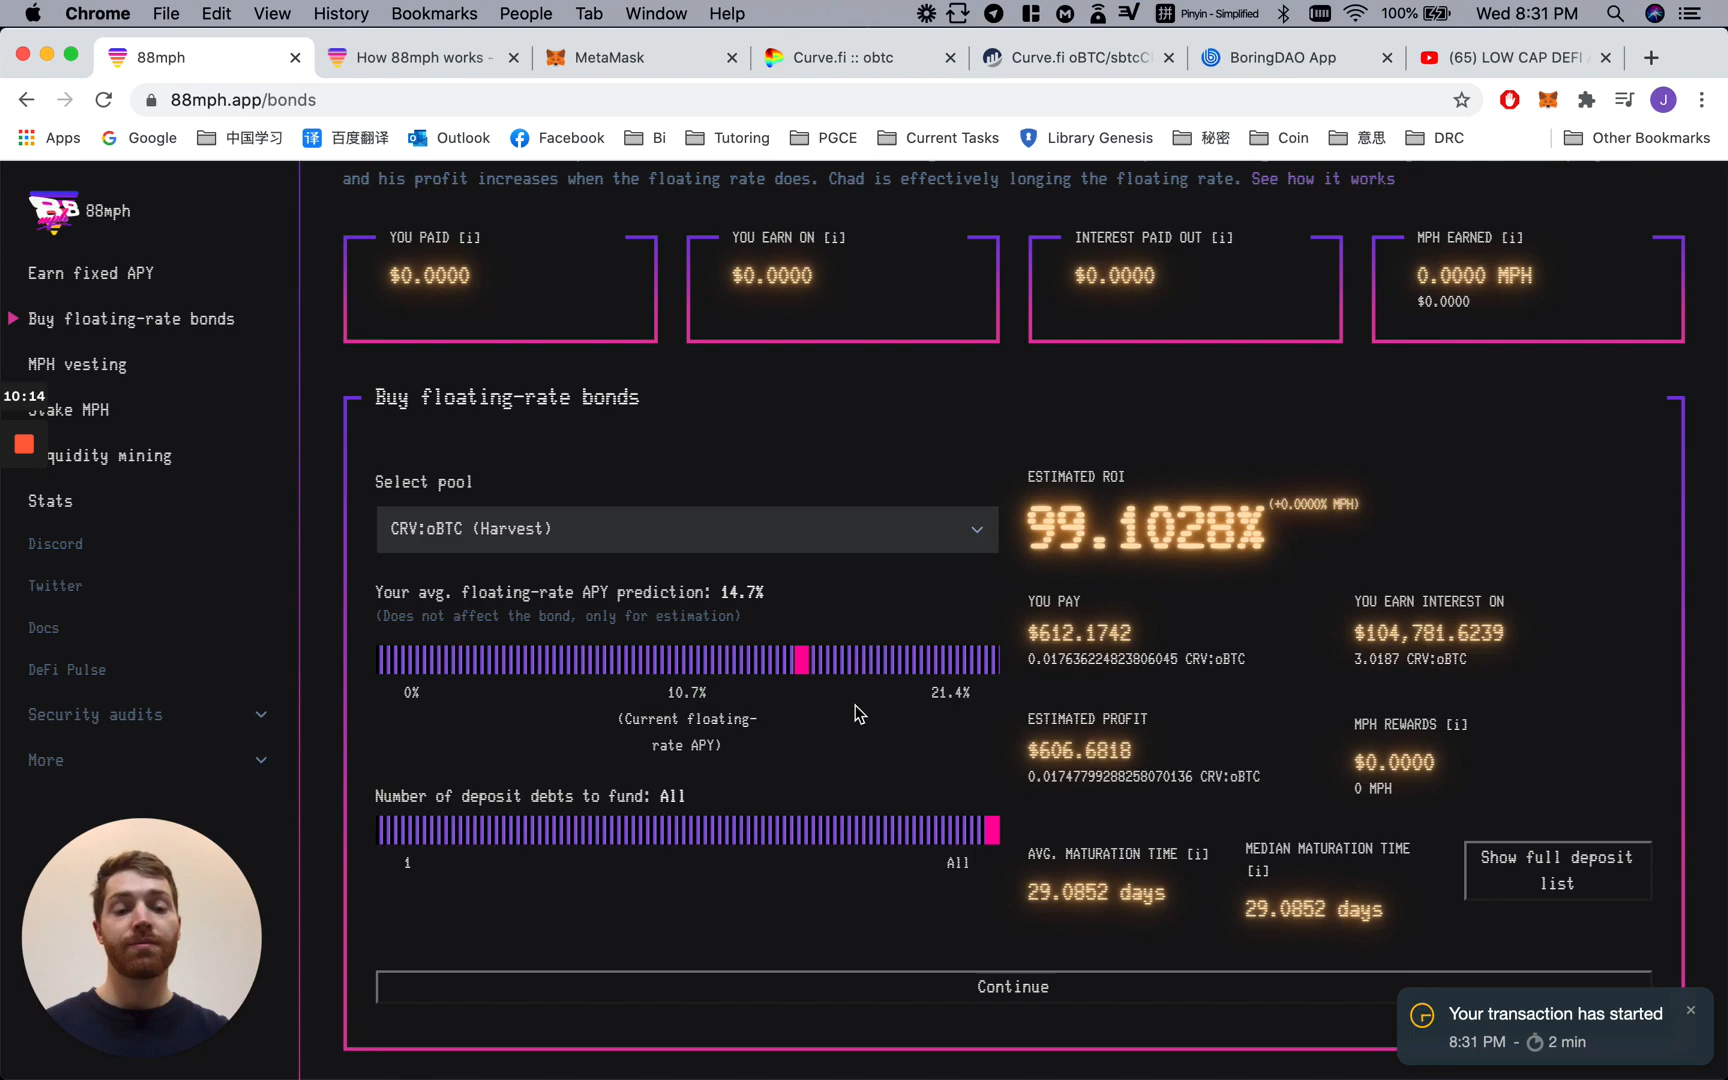 Chrome File Edit View History Bookmarks People Tab Window Help 拼 Pinyin - Simplified 100% Wed 8:31 PM
88mph How 88mph works - MetaMask Curve.fi :: obtc Curve.fi oBTC/sbtcC BoringDAO App (65) LOW CAP DEFI
88mph.app/bonds J
Apps Google 中国学习 译 百度翻译 Outlook Facebook Bi Tutoring PGCE Current Tasks Library Genesis 秘密 Coin 意思 DRC Other Bookmarks
and his profit increases when the floating rate does. Chad is effectively longing the floating rate. See how it works
88mph
Earn fixed APY
Buy floating-rate bonds
MPH vesting
10:14
Stake MPH
quidity mining
Stats
Discord
Twitter
Docs
DeFi Pulse
Security audits
More
YOU PAID [i]
$0.0000
YOU EARN ON [i]
$0.0000
INTEREST PAID OUT [i]
$0.0000
MPH EARNED [i]
0.0000 MPH
$0.0000
Buy floating-rate bonds
Select pool
CRV:oBTC (Harvest)
Your avg. floating-rate APY prediction: 14.7%
(Does not affect the bond, only for estimation)
0% 10.7% 21.4%
(Current floating-
rate APY)
Number of deposit debts to fund: All
1 All
ESTIMATED ROI
99.1028% (+0.0000% MPH)
YOU PAY
$612.1742
0.017636224823806045 CRV:oBTC
YOU EARN INTEREST ON
$104,781.6239
3.0187 CRV:oBTC
ESTIMATED PROFIT
$606.6818
0.01747799288258070136 CRV:oBTC
MPH REWARDS [i]
$0.0000
0 MPH
AVG. MATURATION TIME [i]
29.0852 days
MEDIAN MATURATION TIME
[i]
29.0852 days
Show full deposit
list
Continue
Your transaction has started
8:31 PM - 2 min